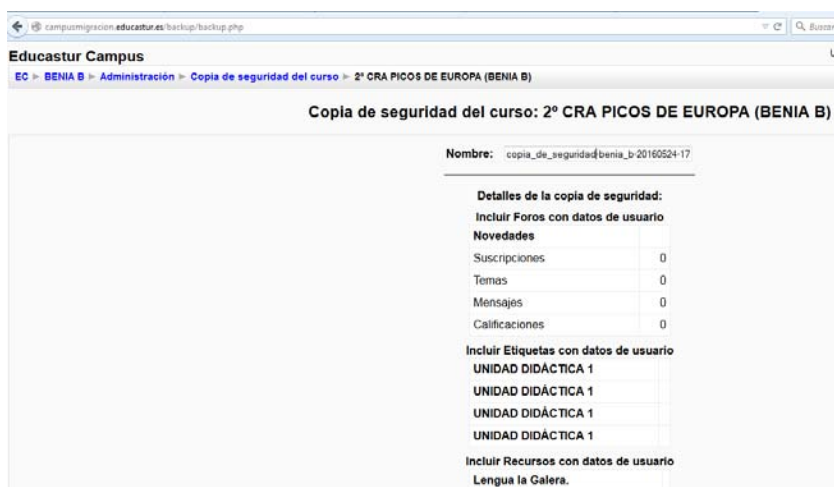 campusmigracion.educastur.es/backup/backup.php
Buscar
Educastur Campus
EC ► BENIA B ► Administración ► Copia de seguridad del curso ► 2º CRA PICOS DE EUROPA (BENIA B)
Copia de seguridad del curso: 2º CRA PICOS DE EUROPA (BENIA B)
Nombre: copia_de_seguridad-benia_b-20160524-17
Detalles de la copia de seguridad:
Incluir Foros con datos de usuario
Novedades
Suscripciones 0
Temas 0
Mensajes 0
Calificaciones 0
Incluir Etiquetas con datos de usuario
UNIDAD DIDÁCTICA 1
UNIDAD DIDÁCTICA 1
UNIDAD DIDÁCTICA 1
UNIDAD DIDÁCTICA 1
Incluir Recursos con datos de usuario
Lengua la Galera.